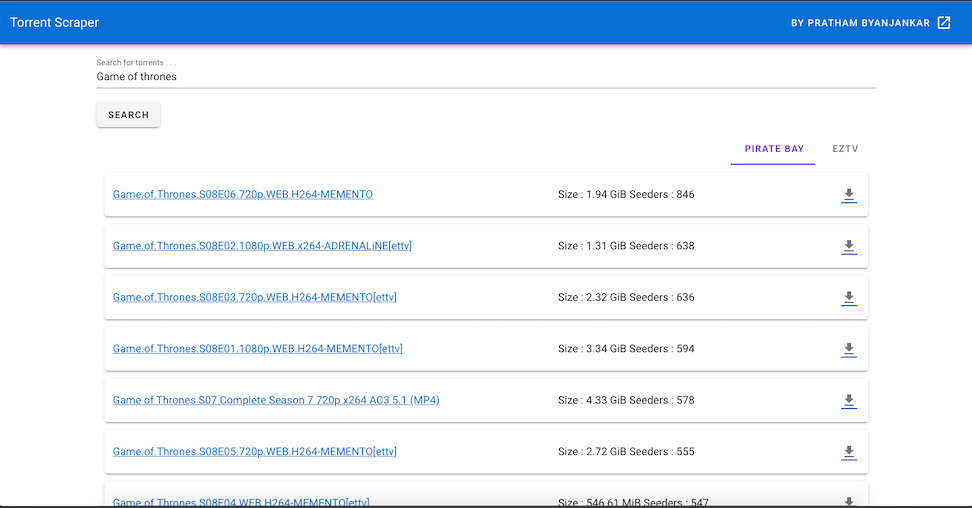 Torrent Scraper
BY PRATHAM BYANJANKAR
Search for torrents . . .
Game of thrones
SEARCH
PIRATE BAY EZTV
Game.of.Thrones.S08E06.720p.WEB.H264-MEMENTO Size : 1.94 GiB Seeders : 846
Game.of.Thrones.S08E02.1080p.WEB.x264-ADRENALiNE[ettv] Size : 1.31 GiB Seeders : 638
Game.of.Thrones.S08E03.720p.WEB.H264-MEMENTO[ettv] Size : 2.32 GiB Seeders : 636
Game.of.Thrones.S08E01.1080p.WEB.H264-MEMENTO[ettv] Size : 3.34 GiB Seeders : 594
Game of Thrones S07 Complete Season 7 720p x264 AC3 5.1 (MP4) Size : 4.33 GiB Seeders : 578
Game.of.Thrones.S08E05.720p.WEB.H264-MEMENTO[ettv] Size : 2.72 GiB Seeders : 555
Game.of.Thrones.S08E04.WEB.H264-MEMENTO[ettv] Size : 546.61 MiB Seeders : 547